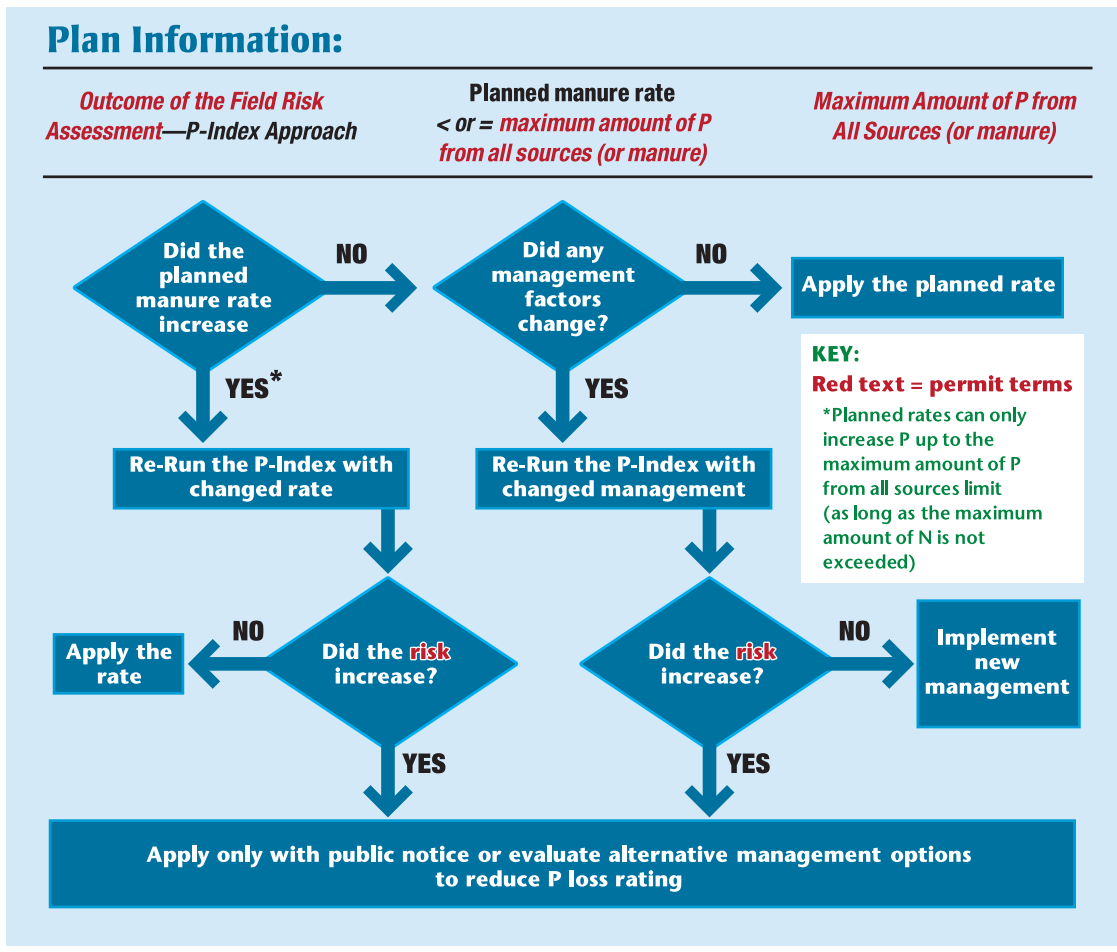 Plan Information:
Outcome of the Field Risk
Assessment—P-Index Approach
Planned manure rate
< or = maximum amount of P
from all sources (or manure)
Maximum Amount of P from
All Sources (or manure)
Did the
planned
manure rate
increase
NO
Did any
management
factors
change?
NO
Apply the planned rate
KEY:
Red text = permit terms
*Planned rates can only
increase P up to the
maximum amount of P
from all sources limit
(as long as the maximum
amount of N is not
exceeded)
YES*
YES
Re-Run the P-Index with
changed rate
Re-Run the P-Index with
changed management
Apply the
rate
NO
Did the risk
increase?
Did the risk
increase?
NO
Implement
new
management
YES
YES
Apply only with public notice or evaluate alternative management options
to reduce P loss rating